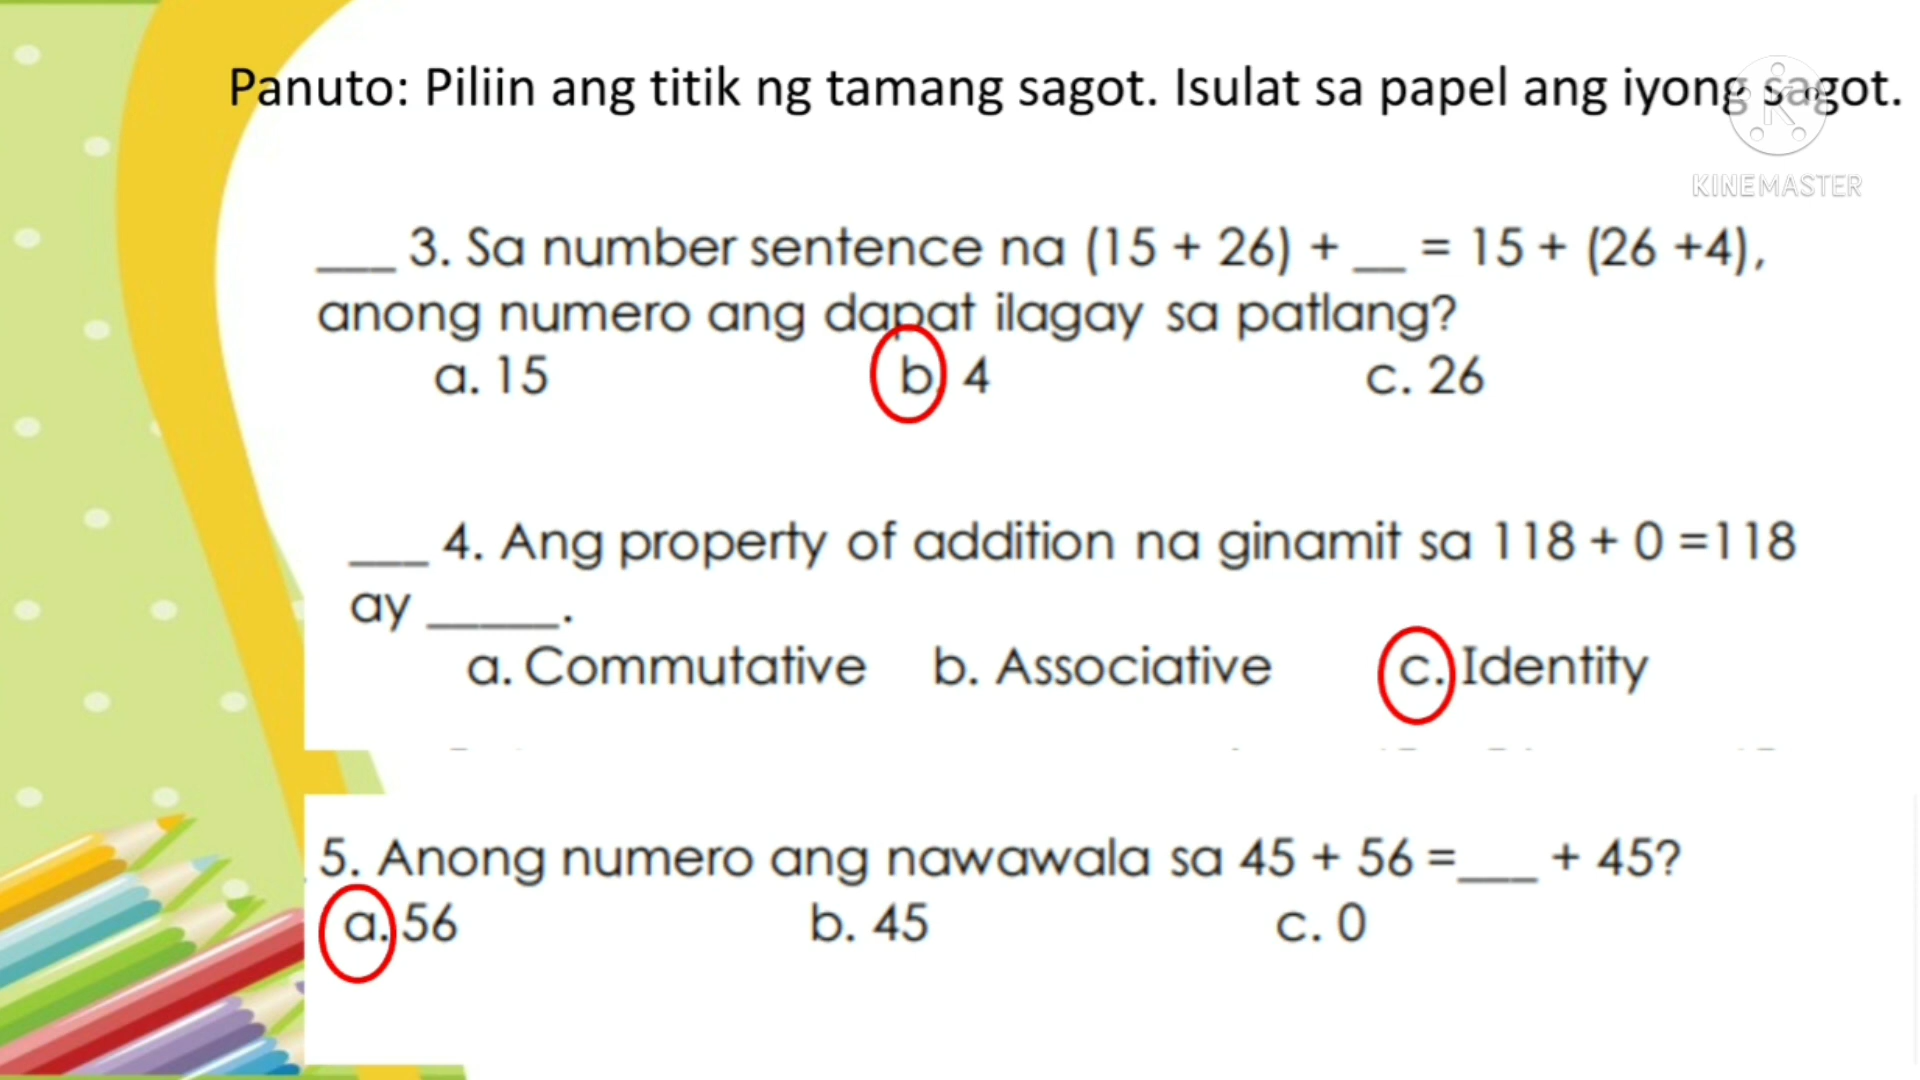 Panuto: Piliin ang titik ng tamang sagot. Isulat sa papel ang iyong sagot.
K
KINEMASTER
___ 3. Sa number sentence na (15 + 26) + __ = 15 + (26 +4),
anong numero ang dapat ilagay sa patlang?
a. 15 b. 4 c. 26
___ 4. Ang property of addition na ginamit sa 118 + 0 =118
ay _____.
a. Commutative b. Associative c. Identity
5. Anong numero ang nawawala sa 45 + 56 =___ + 45?
a. 56 b. 45 c. 0